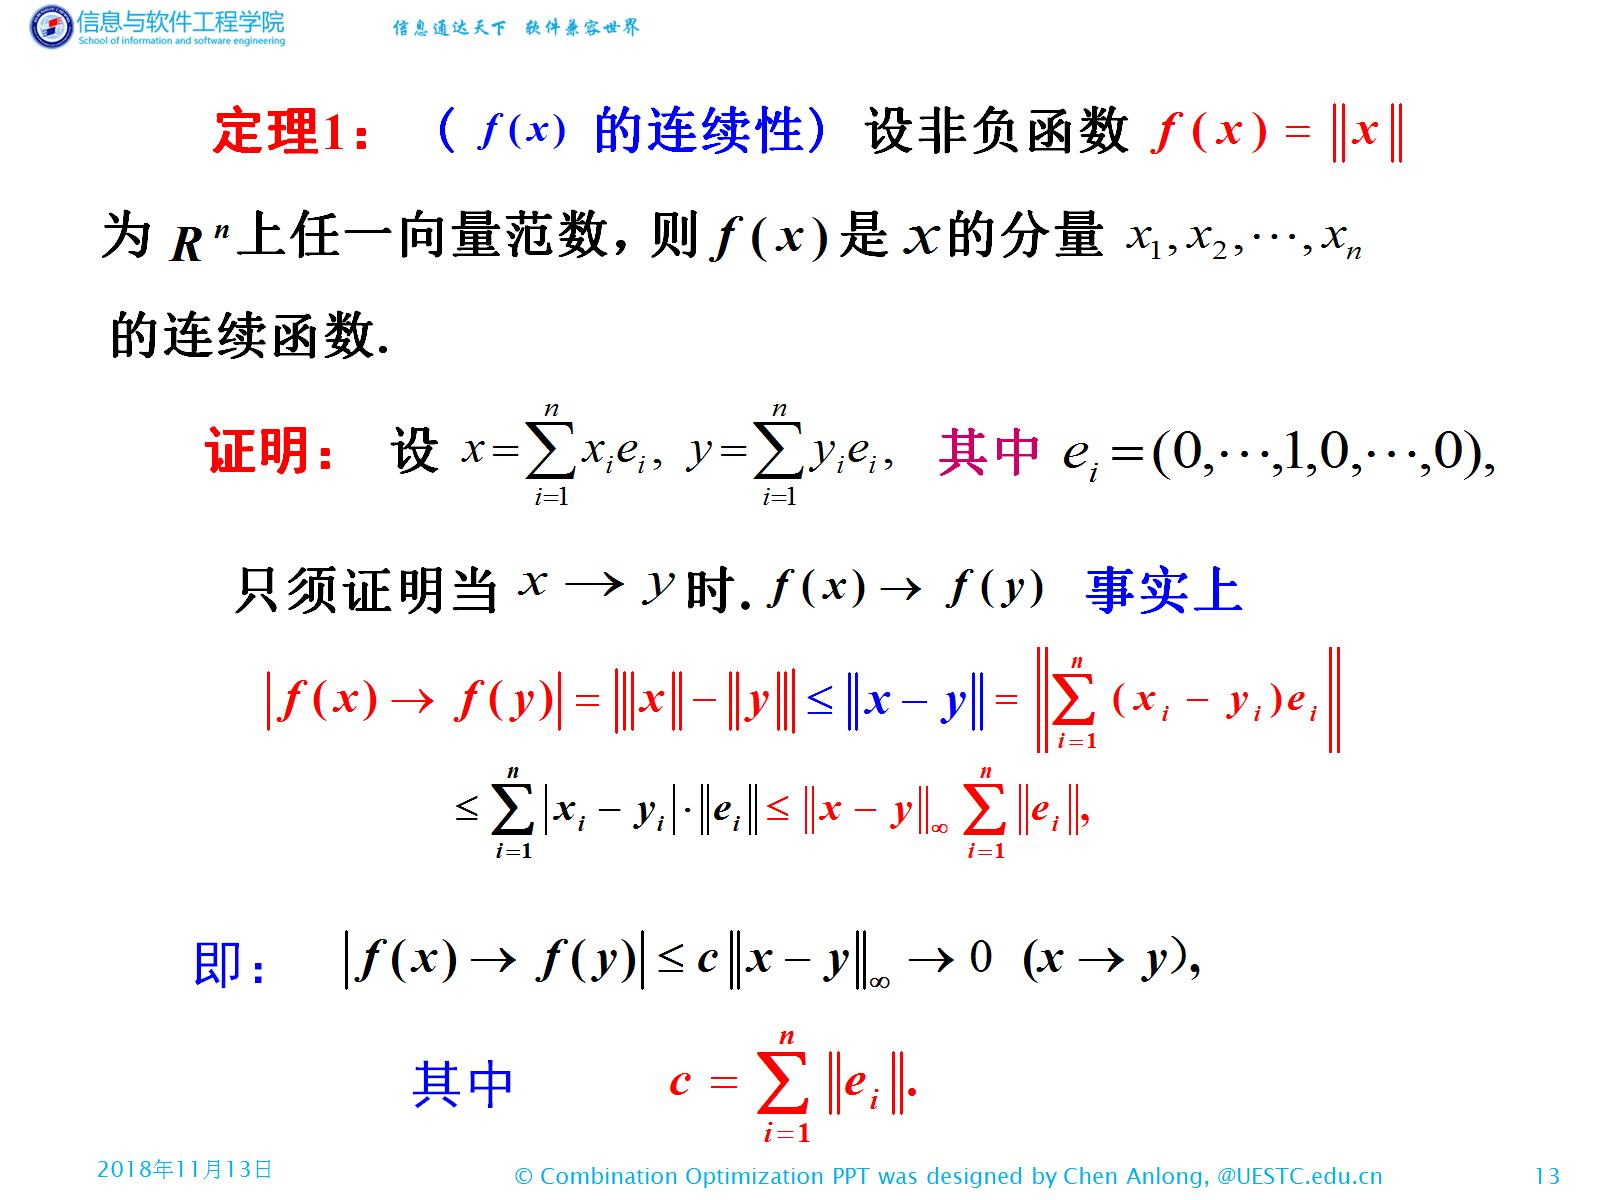 信息与软件工程学院 信息通达天下 软件兼容世界
School of information and software engineering
定理1： （ f(x) 的连续性） 设非负函数 f(x) = ‖x‖
为 Rⁿ 上任一向量范数，则 f(x) 是 x 的分量 x₁, x₂, ⋯, xₙ
的连续函数.
证明： 设 x = ∑_{i=1}^{n} xᵢeᵢ, y = ∑_{i=1}^{n} yᵢeᵢ, 其中 eᵢ = (0,⋯,1,0,⋯,0),
只须证明当 x → y 时. f(x) → f(y) 事实上
|f(x) → f(y)| = |‖x‖ − ‖y‖| ≤ ‖x − y‖ = ‖∑_{i=1}^{n} (xᵢ − yᵢ)eᵢ‖
≤ ∑_{i=1}^{n} |xᵢ − yᵢ| · ‖eᵢ‖ ≤ ‖x − y‖_∞ ∑_{i=1}^{n} ‖eᵢ‖,
即： |f(x) → f(y)| ≤ c‖x − y‖_∞ → 0 (x → y),
其中 c = ∑_{i=1}^{n} ‖eᵢ‖.
2018年11月13日 © Combination Optimization PPT was designed by Chen Anlong, @UESTC.edu.cn 13